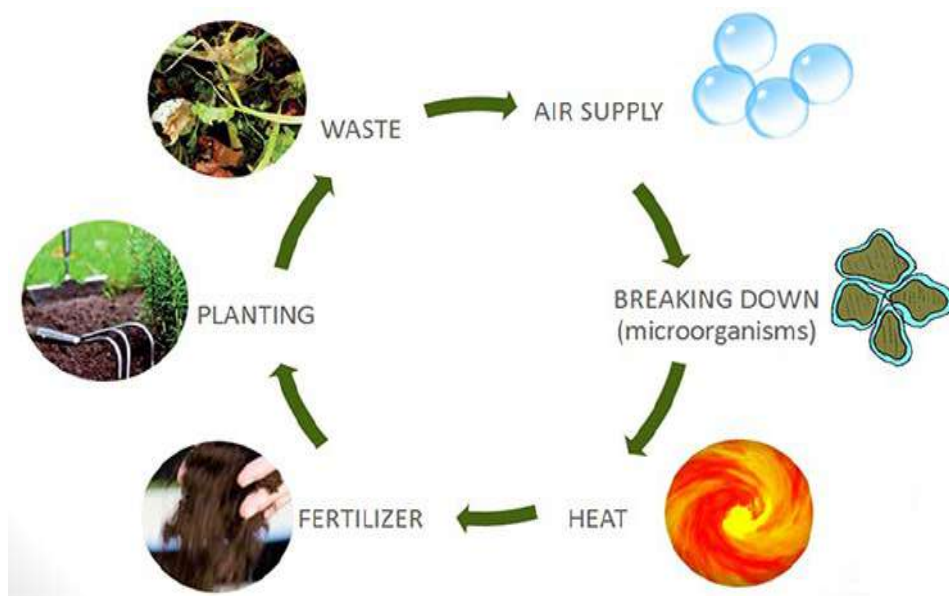 WASTE
AIR SUPPLY
BREAKING DOWN
(microorganisms)
HEAT
FERTILIZER
PLANTING